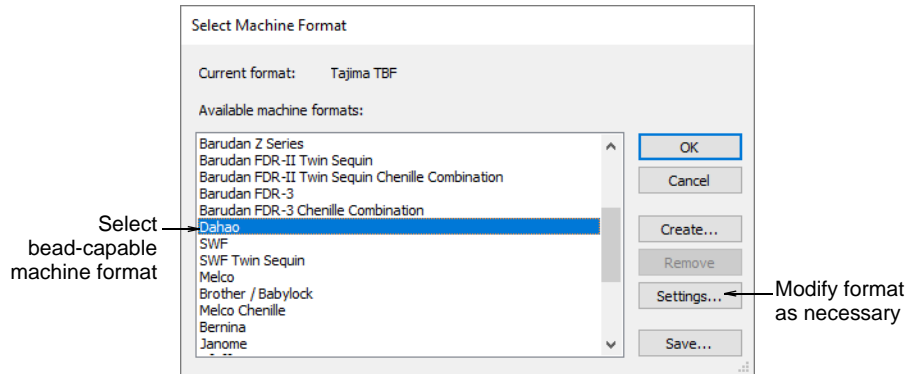 Select Machine Format
Current format: Tajima TBF
Available machine formats:
Barudan Z Series
Barudan FDR-II Twin Sequin
Barudan FDR-II Twin Sequin Chenille Combination
Barudan FDR-3
Barudan FDR-3 Chenille Combination
Dahao
SWF
SWF Twin Sequin
Melco
Brother / Babylock
Melco Chenille
Bernina
Janome
OK
Cancel
Create...
Remove
Settings...
Save...
Select
bead-capable
machine format
Modify format
as necessary